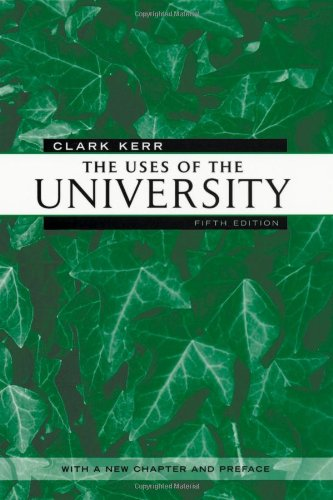 CLARK KERR
THE USES OF THE
UNIVERSITY
FIFTH EDITION
WITH A NEW CHAPTER AND PREFACE